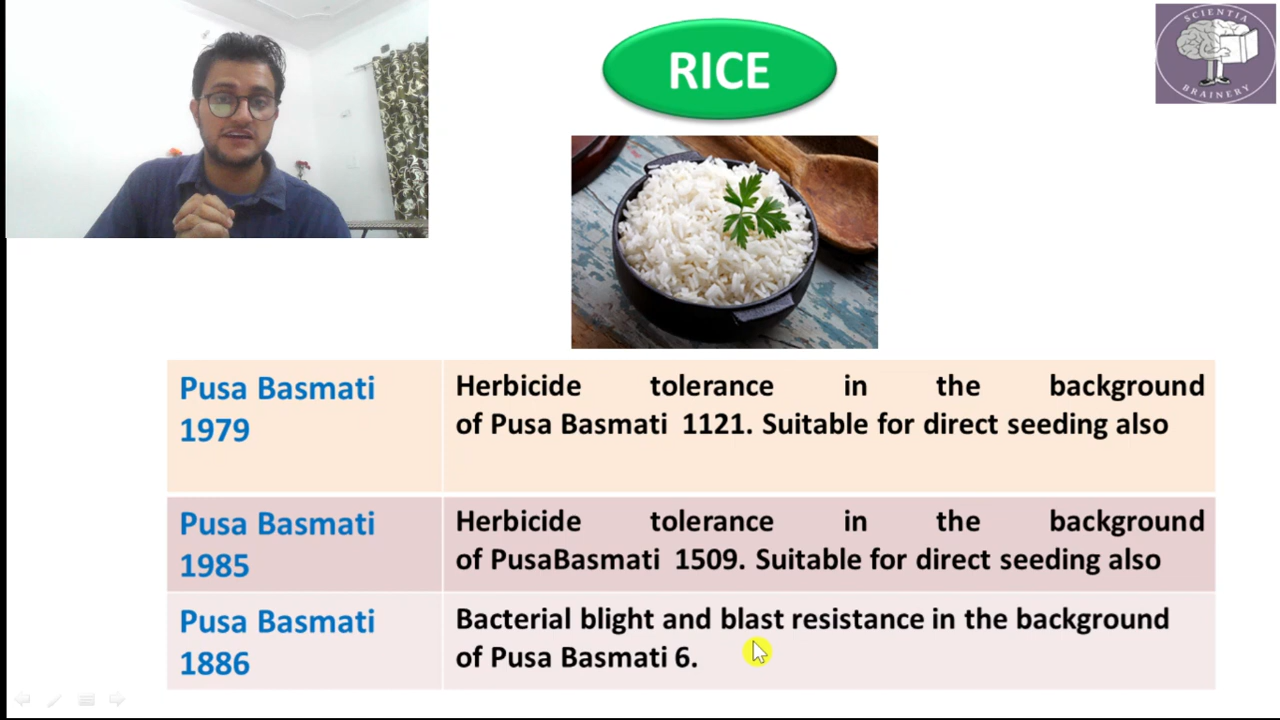 RICE
SCIENTIA
BRAINERY
Pusa Basmati
1979
Herbicide tolerance in the background
of Pusa Basmati 1121. Suitable for direct seeding also
Pusa Basmati
1985
Herbicide tolerance in the background
of PusaBasmati 1509. Suitable for direct seeding also
Pusa Basmati
1886
Bacterial blight and blast resistance in the background
of Pusa Basmati 6.